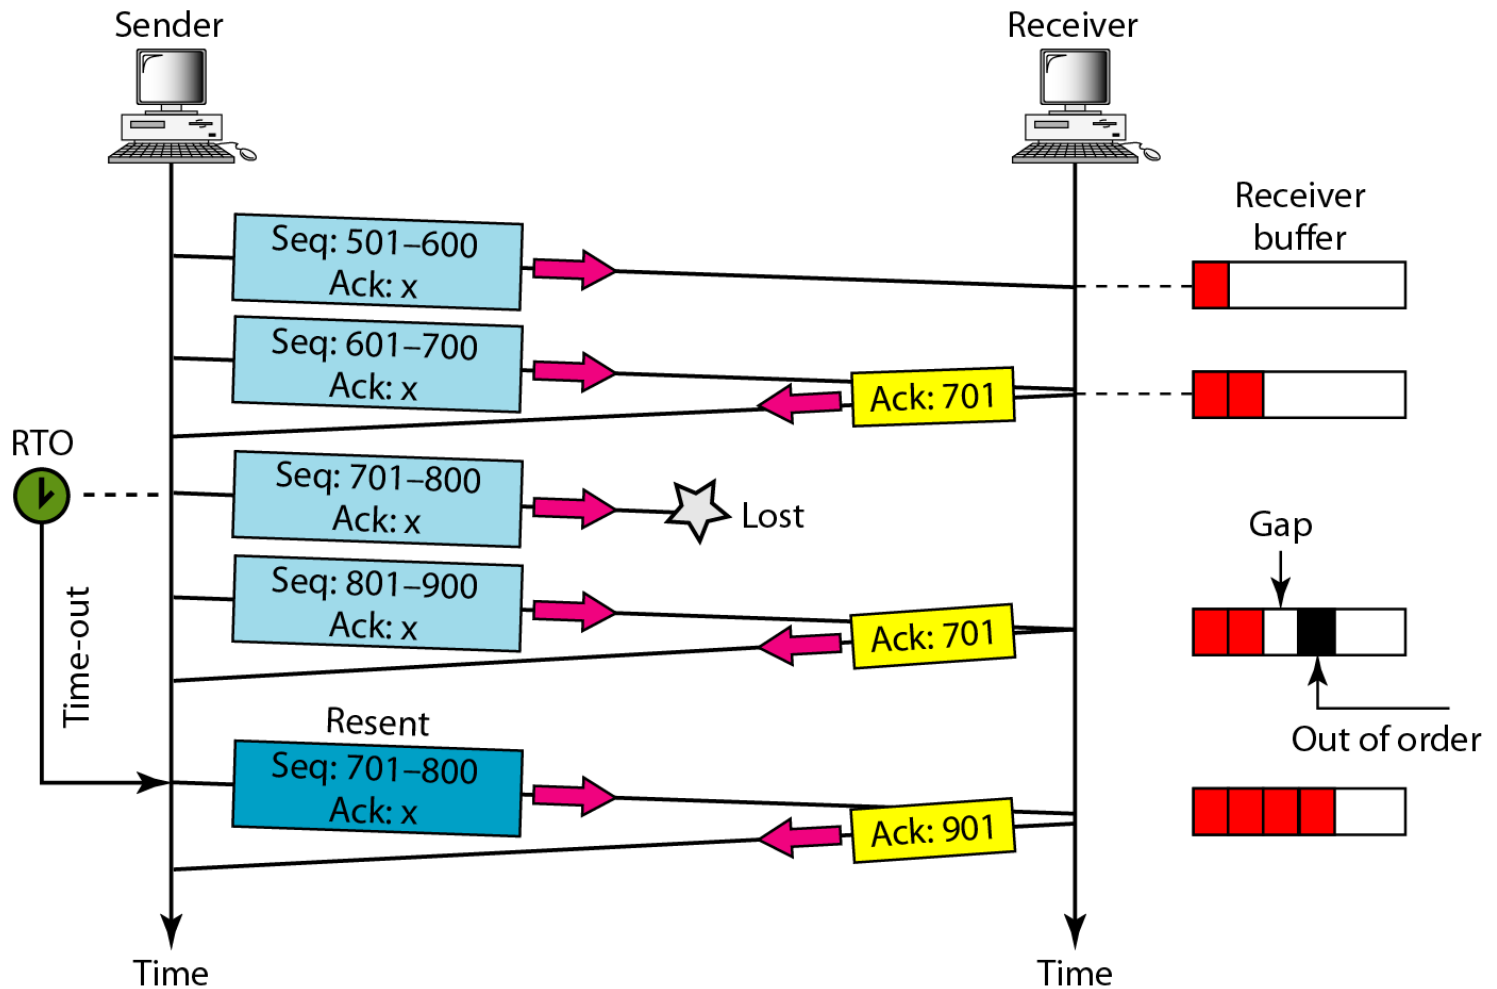 Sender
Receiver
Receiver
buffer
Seq: 501–600
Ack: x
Seq: 601–700
Ack: x
Ack: 701
RTO
Seq: 701–800
Ack: x
Lost
Gap
Seq: 801–900
Ack: x
Ack: 701
Time-out
Out of order
Resent
Seq: 701–800
Ack: x
Ack: 901
Time
Time